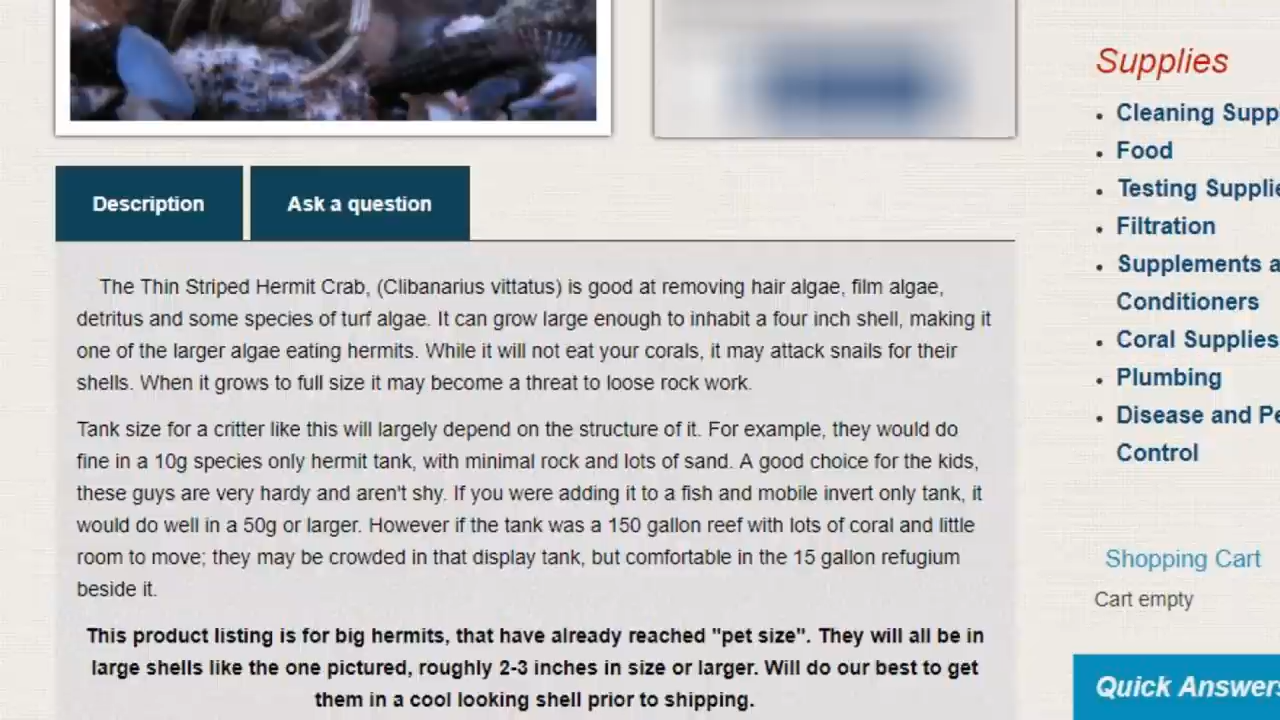 Supplies
Cleaning
Food
Testing
Filtration
Supplements
Conditioners
Coral Supplies
Plumbing
Disease and
Control
Description
Ask a question
The Thin Striped Hermit Crab, (Clibanarius vittatus) is good at removing hair algae, film algae,
detritus and some species of turf algae. It can grow large enough to inhabit a four inch shell, making it
one of the larger algae eating hermits. While it will not eat your corals, it may attack snails for their
shells. When it grows to full size it may become a threat to loose rock work.
Tank size for a critter like this will largely depend on the structure of it. For example, they would do
fine in a 10g species only hermit tank, with minimal rock and lots of sand. A good choice for the kids,
these guys are very hardy and aren't shy. If you were adding it to a fish and mobile invert only tank, it
would do well in a 50g or larger. However if the tank was a 150 gallon reef with lots of coral and little
room to move; they may be crowded in that display tank, but comfortable in the 15 gallon refugium
beside it.
This product listing is for big hermits, that have already reached "pet size". They will all be in
large shells like the one pictured, roughly 2-3 inches in size or larger. Will do our best to get
them in a cool looking shell prior to shipping.
Shopping Cart
Cart empty
Quick